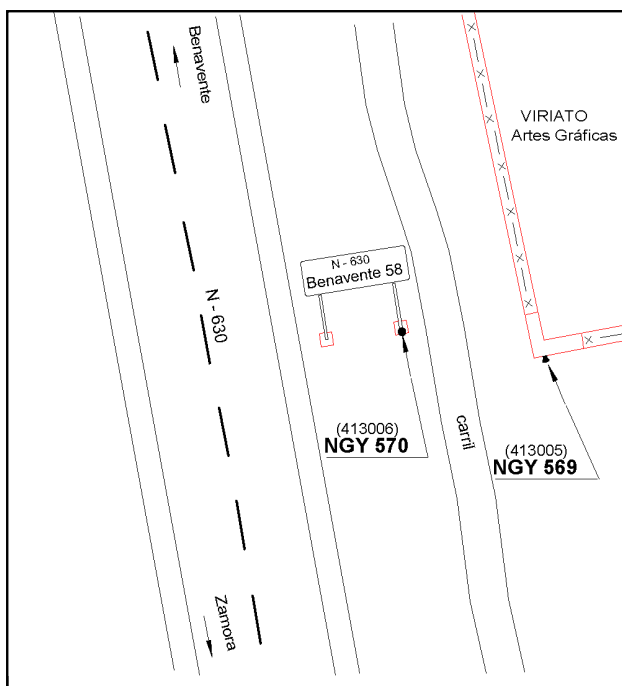 Benavente
VIRIATO
Artes Gráficas
N - 630
Benavente 58
N - 630
(413006)
NGY 570
carril
(413005)
NGY 569
Zamora